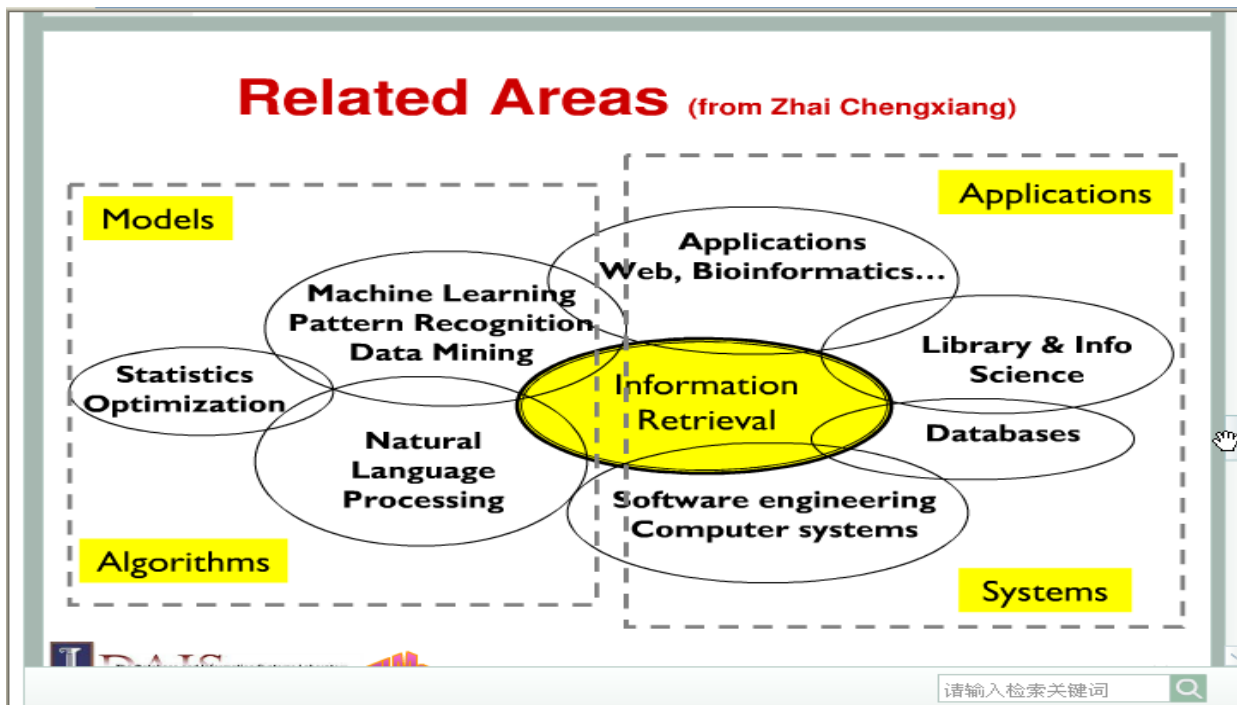 Related Areas (from Zhai Chengxiang)
Models
Applications
Applications
Web, Bioinformatics...
Machine Learning
Pattern Recognition
Data Mining
Library & Info
Science
Statistics
Optimization
Information
Retrieval
Databases
Natural
Language
Processing
Software engineering
Computer systems
Algorithms
Systems
请输入检索关键词